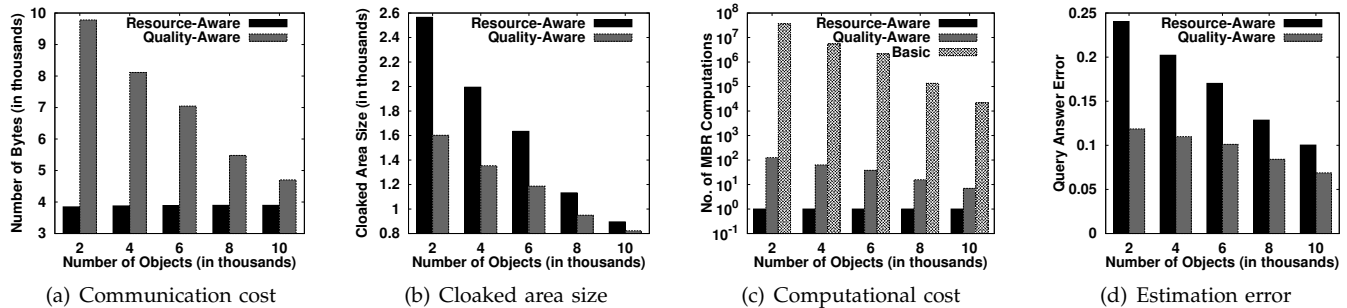 Number of Bytes (in thousands)
10
9
8
7
6
5
4
3
Resource-Aware
Quality-Aware
2 4 6 8 10
Number of Objects (in thousands)
(a) Communication cost
Cloaked Area Size (in thousands)
2.6
2.4
2.2
2
1.8
1.6
1.4
1.2
1
0.8
Resource-Aware
Quality-Aware
2 4 6 8 10
Number of Objects (in thousands)
(b) Cloaked area size
No. of MBR Computations
10^8
10^7
10^6
10^5
10^4
10^3
10^2
10^1
10^0
10^-1
Resource-Aware
Quality-Aware
Basic
2 4 6 8 10
Number of Objects (in thousands)
(c) Computational cost
Query Answer Error
0.25
0.2
0.15
0.1
0.05
0
Resource-Aware
Quality-Aware
2 4 6 8 10
Number of Objects (in thousands)
(d) Estimation error